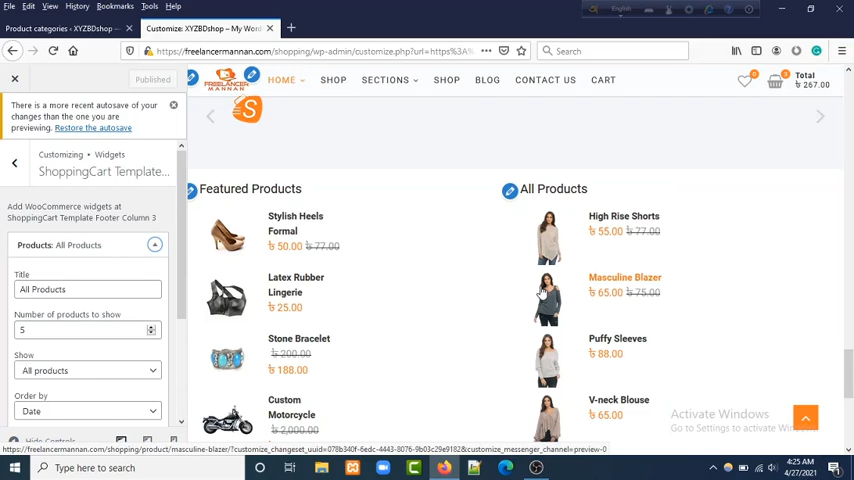 File Edit View History Bookmarks Tools Help
English
Product categories ‹ XYZBDshop —
Customize: XYZBDshop – My Wor
https://freelancermannan.com/shopping/wp-admin/customize.php?url=https%3A%
Search
Published
There is a more recent autosave of your
changes than the one you are
previewing. Restore the autosave
Customizing ‣ Widgets
ShoppingCart Template...
Add WooCommerce widgets at
ShoppingCart Template Footer Column 3
Products: All Products
Title
All Products
Number of products to show
5
Show
All products
Order by
Date
Hide Controls
FREELANCER
MANNAN
S
HOME SHOP SECTIONS SHOP BLOG CONTACT US CART
0
3
Total
৳ 267.00
Featured Products
Stylish Heels
Formal
৳ 50.00 ৳ 77.00
Latex Rubber
Lingerie
৳ 25.00
Stone Bracelet
৳ 200.00
৳ 188.00
Custom
Motorcycle
৳ 2,000.00
All Products
High Rise Shorts
৳ 55.00 ৳ 77.00
Masculine Blazer
৳ 65.00 ৳ 75.00
Puffy Sleeves
৳ 88.00
V-neck Blouse
৳ 65.00
Activate Windows
Go to Settings to activate Windows.
https://freelancermannan.com/shopping/product/masculine-blazer/?customize_changeset_uuid=078b340f-6edc-4443-8076-9b03c29e9182&customize_messenger_channel=preview-0
Type here to search
4:25 AM
4/27/2021